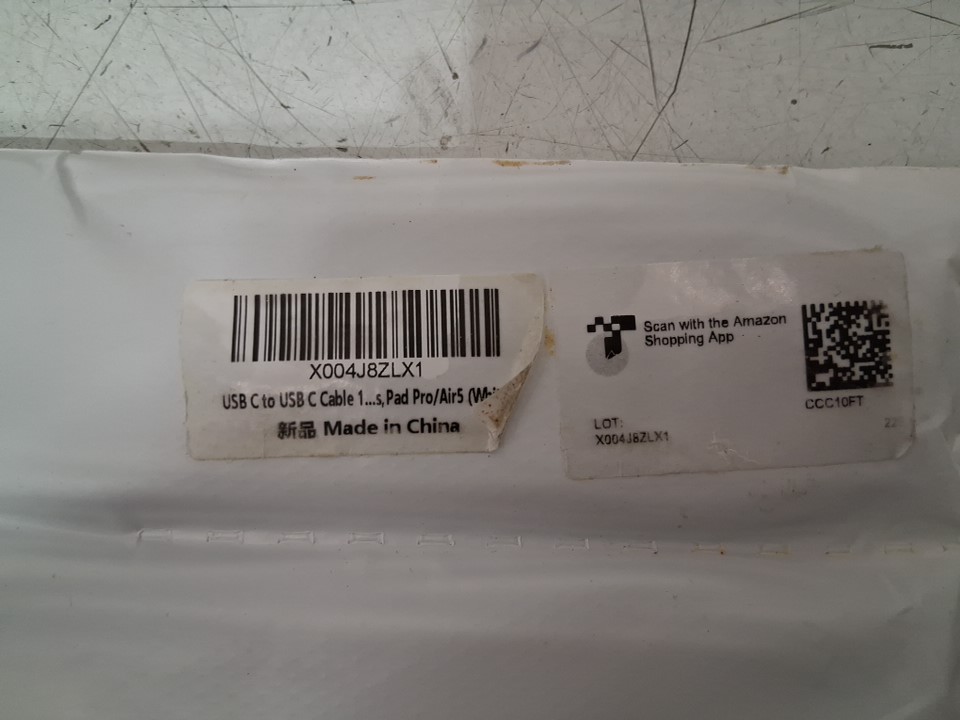 X004J8ZLX1
USB C to USB C Cable 1...s,Pad Pro/Air5
新品 Made in China
Scan with the Amazon
Shopping App
CCC10FT
LOT:
X004J8ZLX1
22